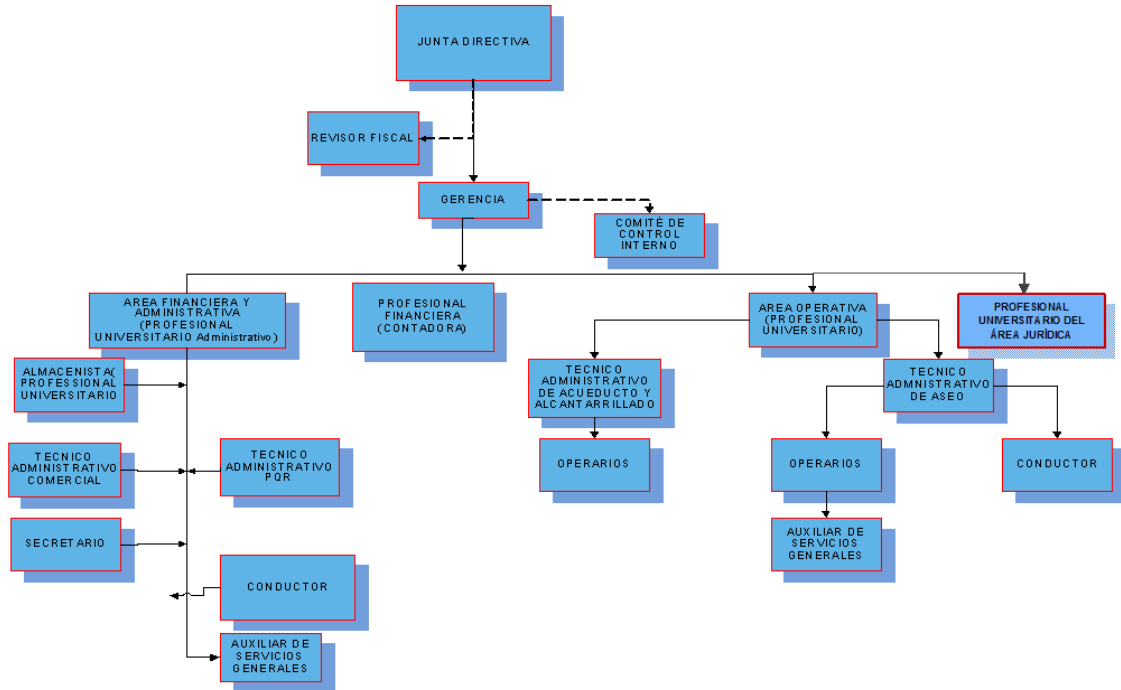 JUNTA DIRECTIVA
REVISOR FISCAL
GERENCIA
COMITÉ DE
CONTROL
INTERNO
AREA FINANCIERA Y
ADMINISTRATIVA
(PROFESIONAL
UNIVERSITARIO Administrativo)
PROFESIONAL
FINANCIERA
(CONTADORA)
AREA OPERATIVA
(PROFESIONAL
UNIVERSITARIO)
PROFESIONAL
UNIVERSITARIO DEL
ÁREA JURÍDICA
ALMACENISTA(
PROFESSIONAL
UNIVERSITARIO
TECNICO
ADMINISTRATIVO
DE ACUEDUCTO Y
ALCANTARRILLADO
TECNICO
ADMNISTRATIVO
DE ASEO
TECNICO
ADMINISTRATIVO
COMERCIAL
TECNICO
ADMINISTRATIVO
PQR
OPERARIOS
OPERARIOS
CONDUCTOR
SECRETARIO
AUXILIAR DE
SERVICIOS
GENERALES
CONDUCTOR
AUXILIAR DE
SERVICIOS
GENERALES